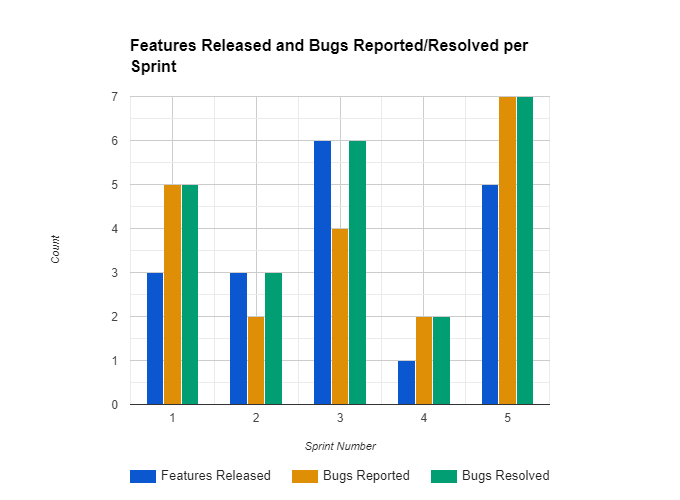 Features Released and Bugs Reported/Resolved per
Sprint
7
6
5
4
3
2
1
0
Count
1 2 3 4 5
Sprint Number
Features Released Bugs Reported Bugs Resolved